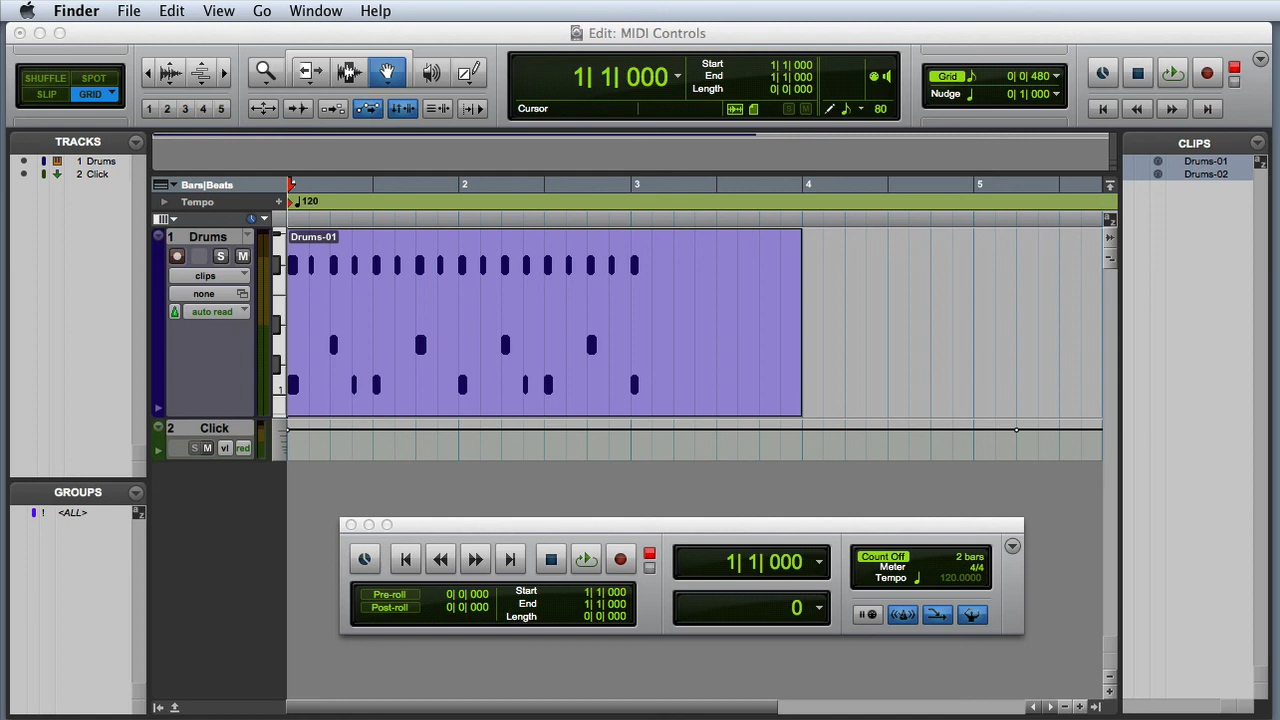 Finder File Edit View Go Window Help
Edit: MIDI Controls
SHUFFLE SPOT
SLIP GRID
1 2 3 4 5
1| 1| 000
Start 1| 1| 000
End 1| 1| 000
Length 0| 0| 000
Cursor
S M
80
Grid 0| 0| 480
Nudge 0| 1| 000
TRACKS
1 Drums
2 Click
CLIPS
Drums-01
Drums-02
Bars|Beats
2 3 4 5
Tempo
120
1 Drums
Drums-01
S M
clips
none
auto read
1
2 Click
S M vl red
GROUPS
! <ALL>
a z
1| 1| 000
Count Off 2 bars
Meter 4/4
Tempo 120.0000
Pre-roll 0| 0| 000
Post-roll 0| 0| 000
Start 1| 1| 000
End 1| 1| 000
Length 0| 0| 000
0